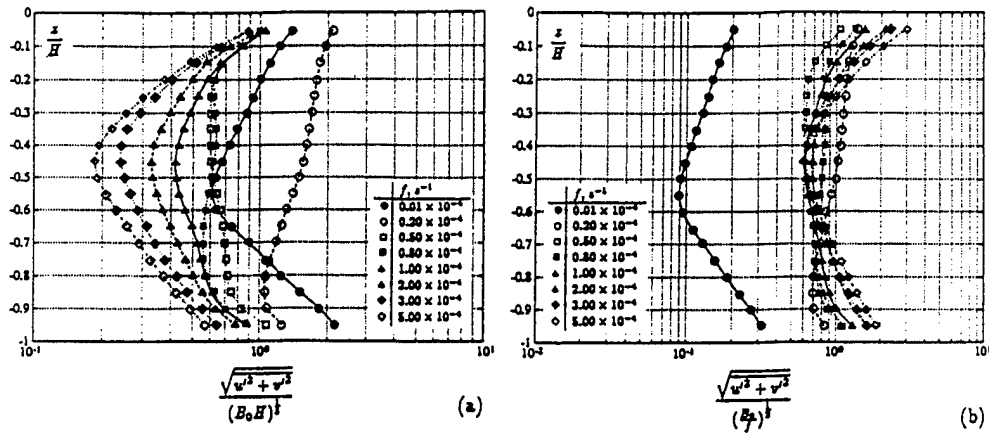 z/H
-0.1
-0.2
-0.3
-0.4
-0.5
-0.6
-0.7
-0.8
-0.9
-1
10⁻¹ 10⁰ 10¹
f, s⁻¹
0.01 × 10⁻⁴
0.20 × 10⁻⁴
0.50 × 10⁻⁴
0.80 × 10⁻⁴
1.00 × 10⁻⁴
2.00 × 10⁻⁴
3.00 × 10⁻⁴
5.00 × 10⁻⁴
√(u'² + v'²)
(B₀H)^⅓
(a)
z/H
-0.1
-0.2
-0.3
-0.4
-0.5
-0.6
-0.7
-0.8
-0.9
-1
10⁻² 10⁻¹ 10⁰ 10¹
f, s⁻¹
0.01 × 10⁻⁴
0.20 × 10⁻⁴
0.50 × 10⁻⁴
0.80 × 10⁻⁴
1.00 × 10⁻⁴
2.00 × 10⁻⁴
3.00 × 10⁻⁴
5.00 × 10⁻⁴
√(u'² + v'²)
(b)